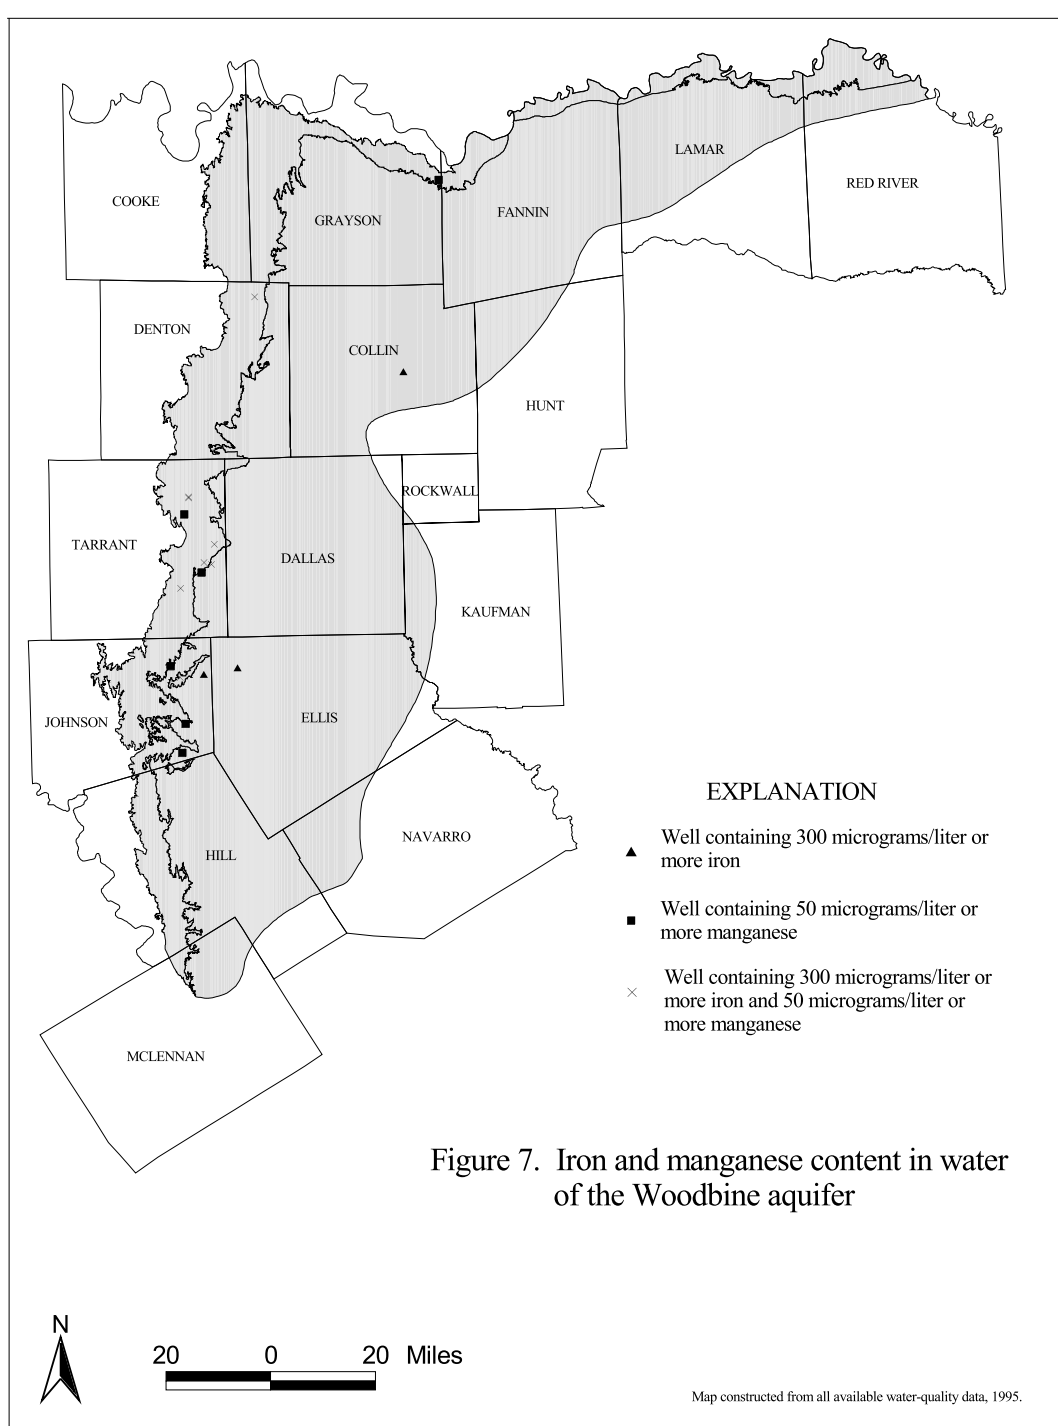 COOKE
GRAYSON
FANNIN
LAMAR
RED RIVER
DENTON
COLLIN
HUNT
ROCKWALL
TARRANT
DALLAS
KAUFMAN
JOHNSON
ELLIS
NAVARRO
HILL
MCLENNAN
EXPLANATION
Well containing 300 micrograms/liter or
more iron
Well containing 50 micrograms/liter or
more manganese
Well containing 300 micrograms/liter or
more iron and 50 micrograms/liter or
more manganese
Figure 7. Iron and manganese content in water
of the Woodbine aquifer
N
20 0 20 Miles
Map constructed from all available water-quality data, 1995.